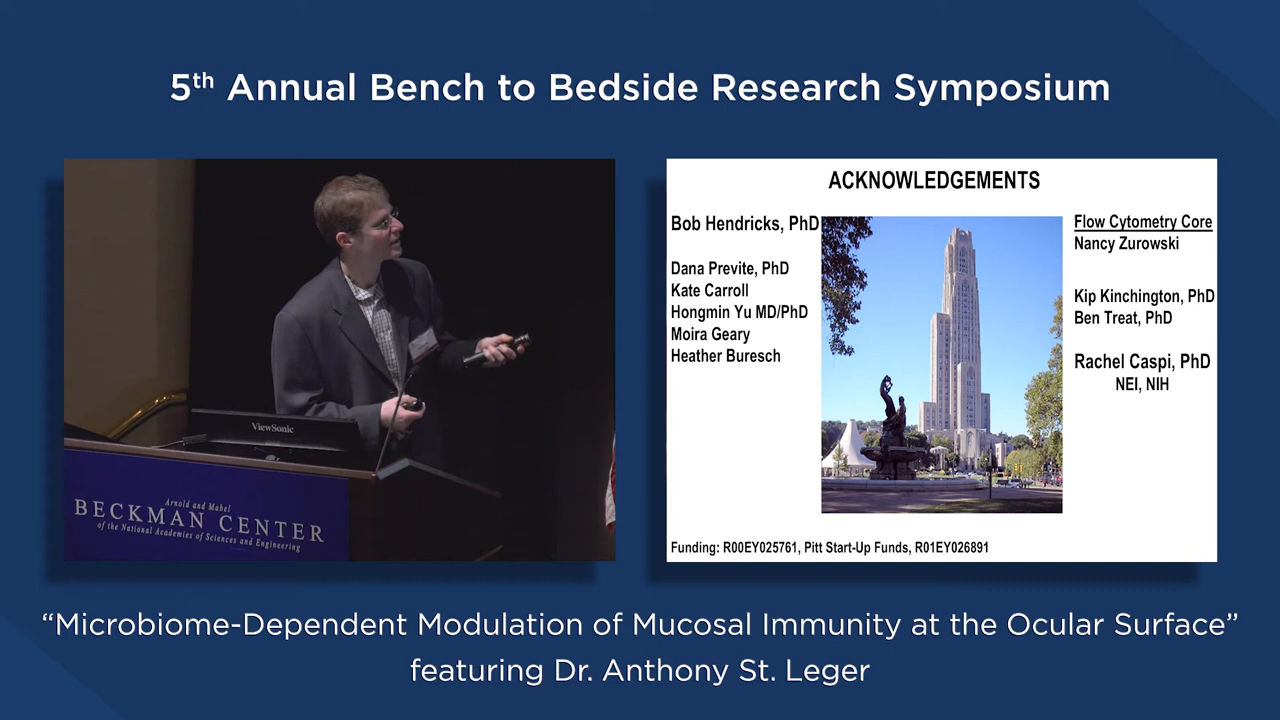 5th Annual Bench to Bedside Research Symposium
ViewSonic
Arnold and Mabel
BECKMAN CENTER
of the National Academies of Sciences and Engineering
ACKNOWLEDGEMENTS
Bob Hendricks, PhD
Dana Previte, PhD
Kate Carroll
Hongmin Yu MD/PhD
Moira Geary
Heather Buresch
Flow Cytometry Core
Nancy Zurowski
Kip Kinchington, PhD
Ben Treat, PhD
Rachel Caspi, PhD
NEI, NIH
Funding: R00EY025761, Pitt Start-Up Funds, R01EY026891
“Microbiome-Dependent Modulation of Mucosal Immunity at the Ocular Surface”
featuring Dr. Anthony St. Leger